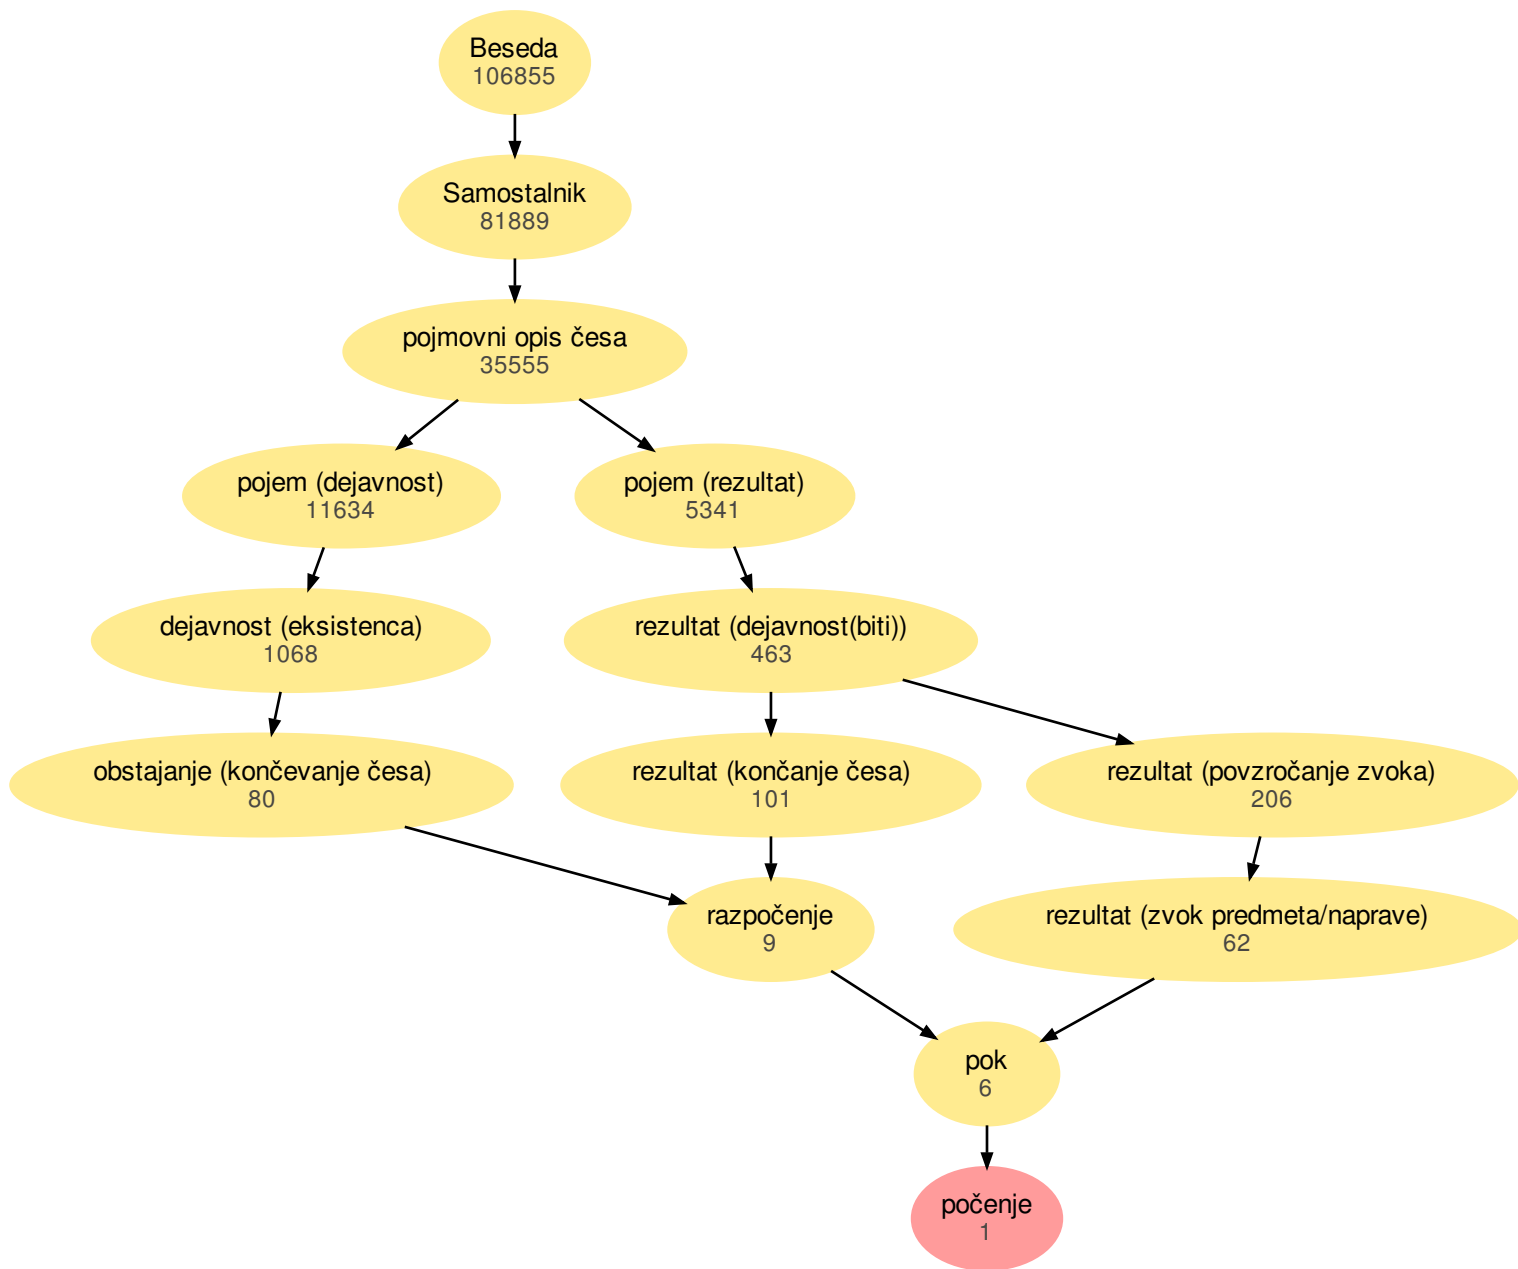 Beseda
106855
Samostalnik
81889
pojmovni opis česa
35555
pojem (dejavnost)
11634
pojem (rezultat)
5341
dejavnost (eksistenca)
1068
rezultat (dejavnost(biti))
463
obstajanje (končevanje česa)
80
rezultat (končanje česa)
101
rezultat (povzročanje zvoka)
206
razpočenje
9
rezultat (zvok predmeta/naprave)
62
pok
6
počenje
1